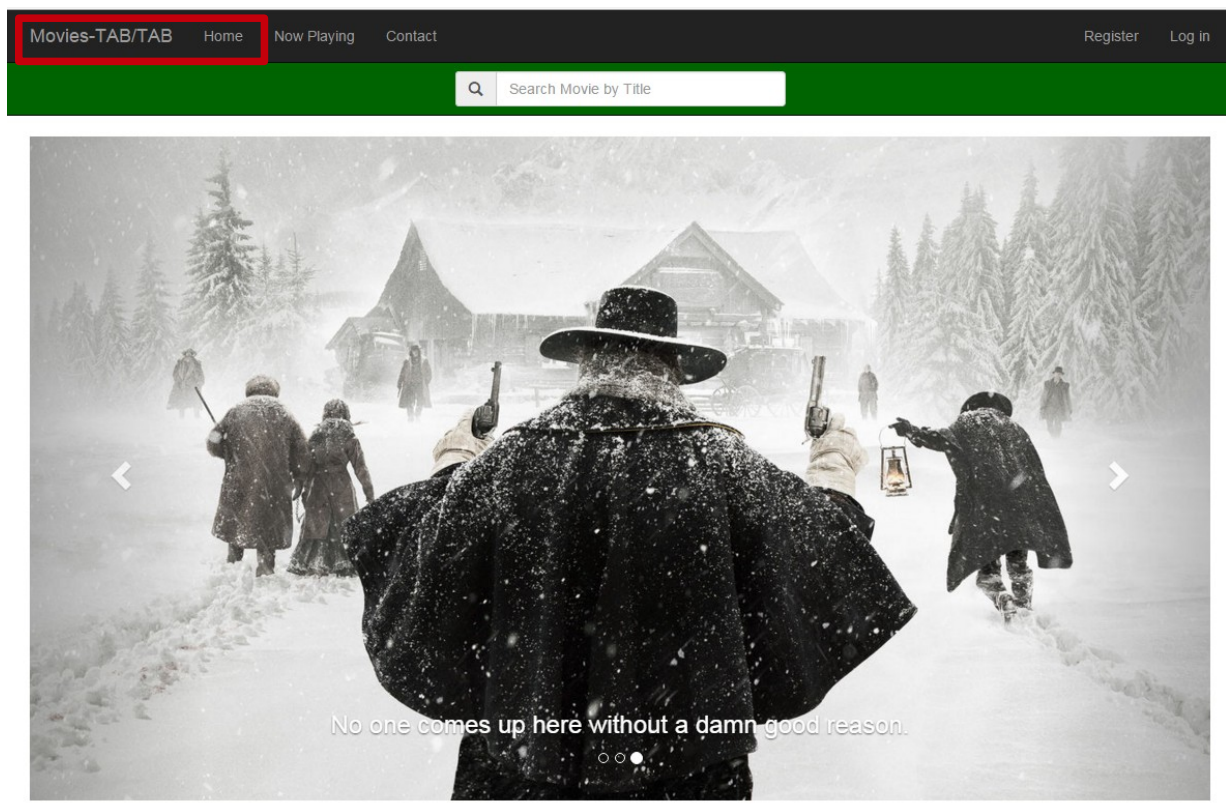 Movies-TAB/TAB Home Now Playing Contact Register Log in
Search Movie by Title
No one comes up here without a damn good reason.